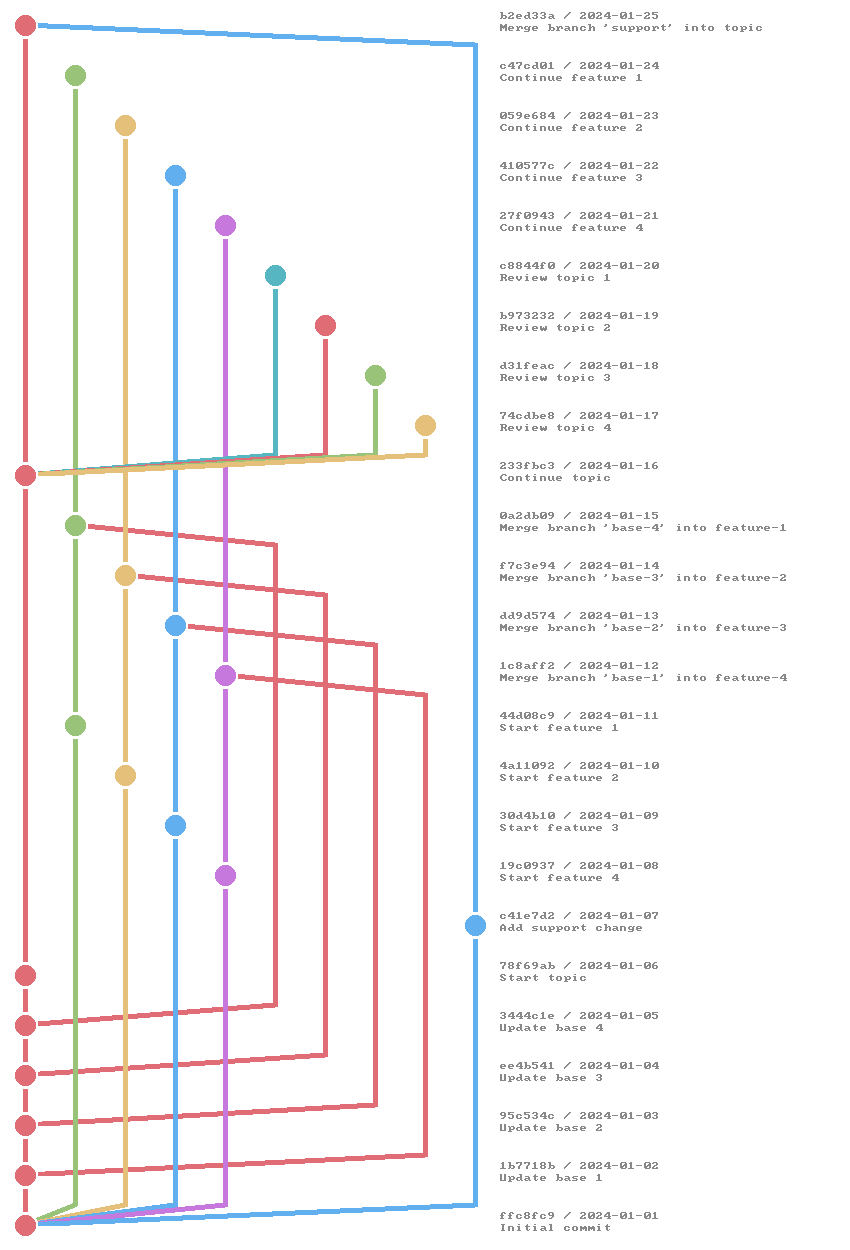 b2ed33a / 2024-01-25
Merge branch 'support' into topic
c47cd01 / 2024-01-24
Continue feature 1
059e684 / 2024-01-23
Continue feature 2
410577c / 2024-01-22
Continue feature 3
27f0943 / 2024-01-21
Continue feature 4
c8844f0 / 2024-01-20
Review topic 1
b973232 / 2024-01-19
Review topic 2
d31feac / 2024-01-18
Review topic 3
74cdbe8 / 2024-01-17
Review topic 4
233fbc3 / 2024-01-16
Continue topic
0a2db09 / 2024-01-15
Merge branch 'base-4' into feature-1
f7c3e94 / 2024-01-14
Merge branch 'base-3' into feature-2
dd9d574 / 2024-01-13
Merge branch 'base-2' into feature-3
1c8aff2 / 2024-01-12
Merge branch 'base-1' into feature-4
44d08c9 / 2024-01-11
Start feature 1
4a11092 / 2024-01-10
Start feature 2
30d4b10 / 2024-01-09
Start feature 3
19c0937 / 2024-01-08
Start feature 4
c41e7d2 / 2024-01-07
Add support change
78f69ab / 2024-01-06
Start topic
3444c1e / 2024-01-05
Update base 4
ee4b541 / 2024-01-04
Update base 3
95c534c / 2024-01-03
Update base 2
1b7718b / 2024-01-02
Update base 1
ffc8fc9 / 2024-01-01
Initial commit